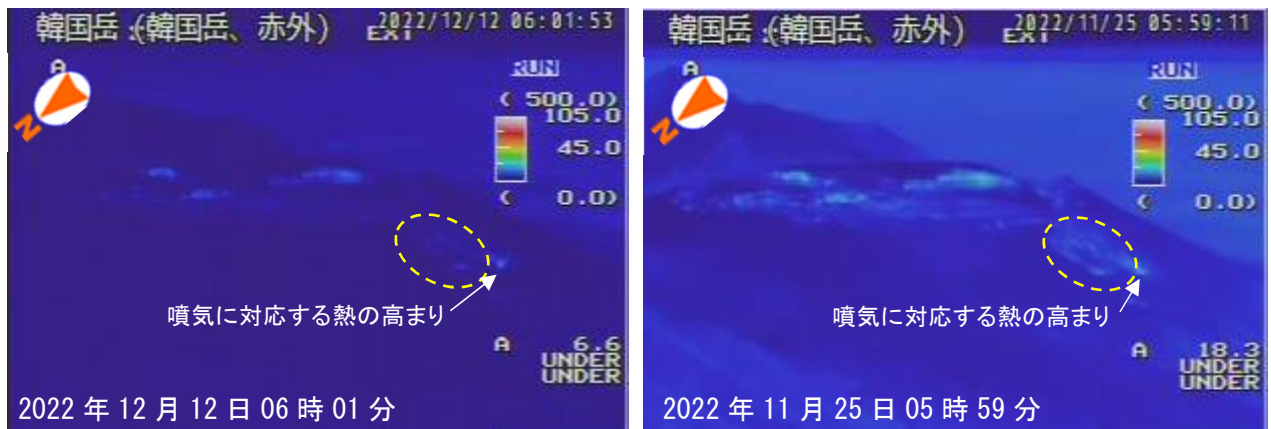 韓国岳 :(韓国岳、赤外)
2022/12/12 06:01:53
EXT
A
RUN
N
( 500.0)
105.0
45.0
( 0.0)
噴気に対応する熱の高まり
A 6.6
UNDER
UNDER
2022 年 12 月 12 日 06 時 01 分
韓国岳 :(韓国岳、赤外)
2022/11/25 05:59:11
EXT
A
RUN
N
( 500.0)
105.0
45.0
( 0.0)
噴気に対応する熱の高まり
A 18.3
UNDER
UNDER
2022 年 11 月 25 日 05 時 59 分